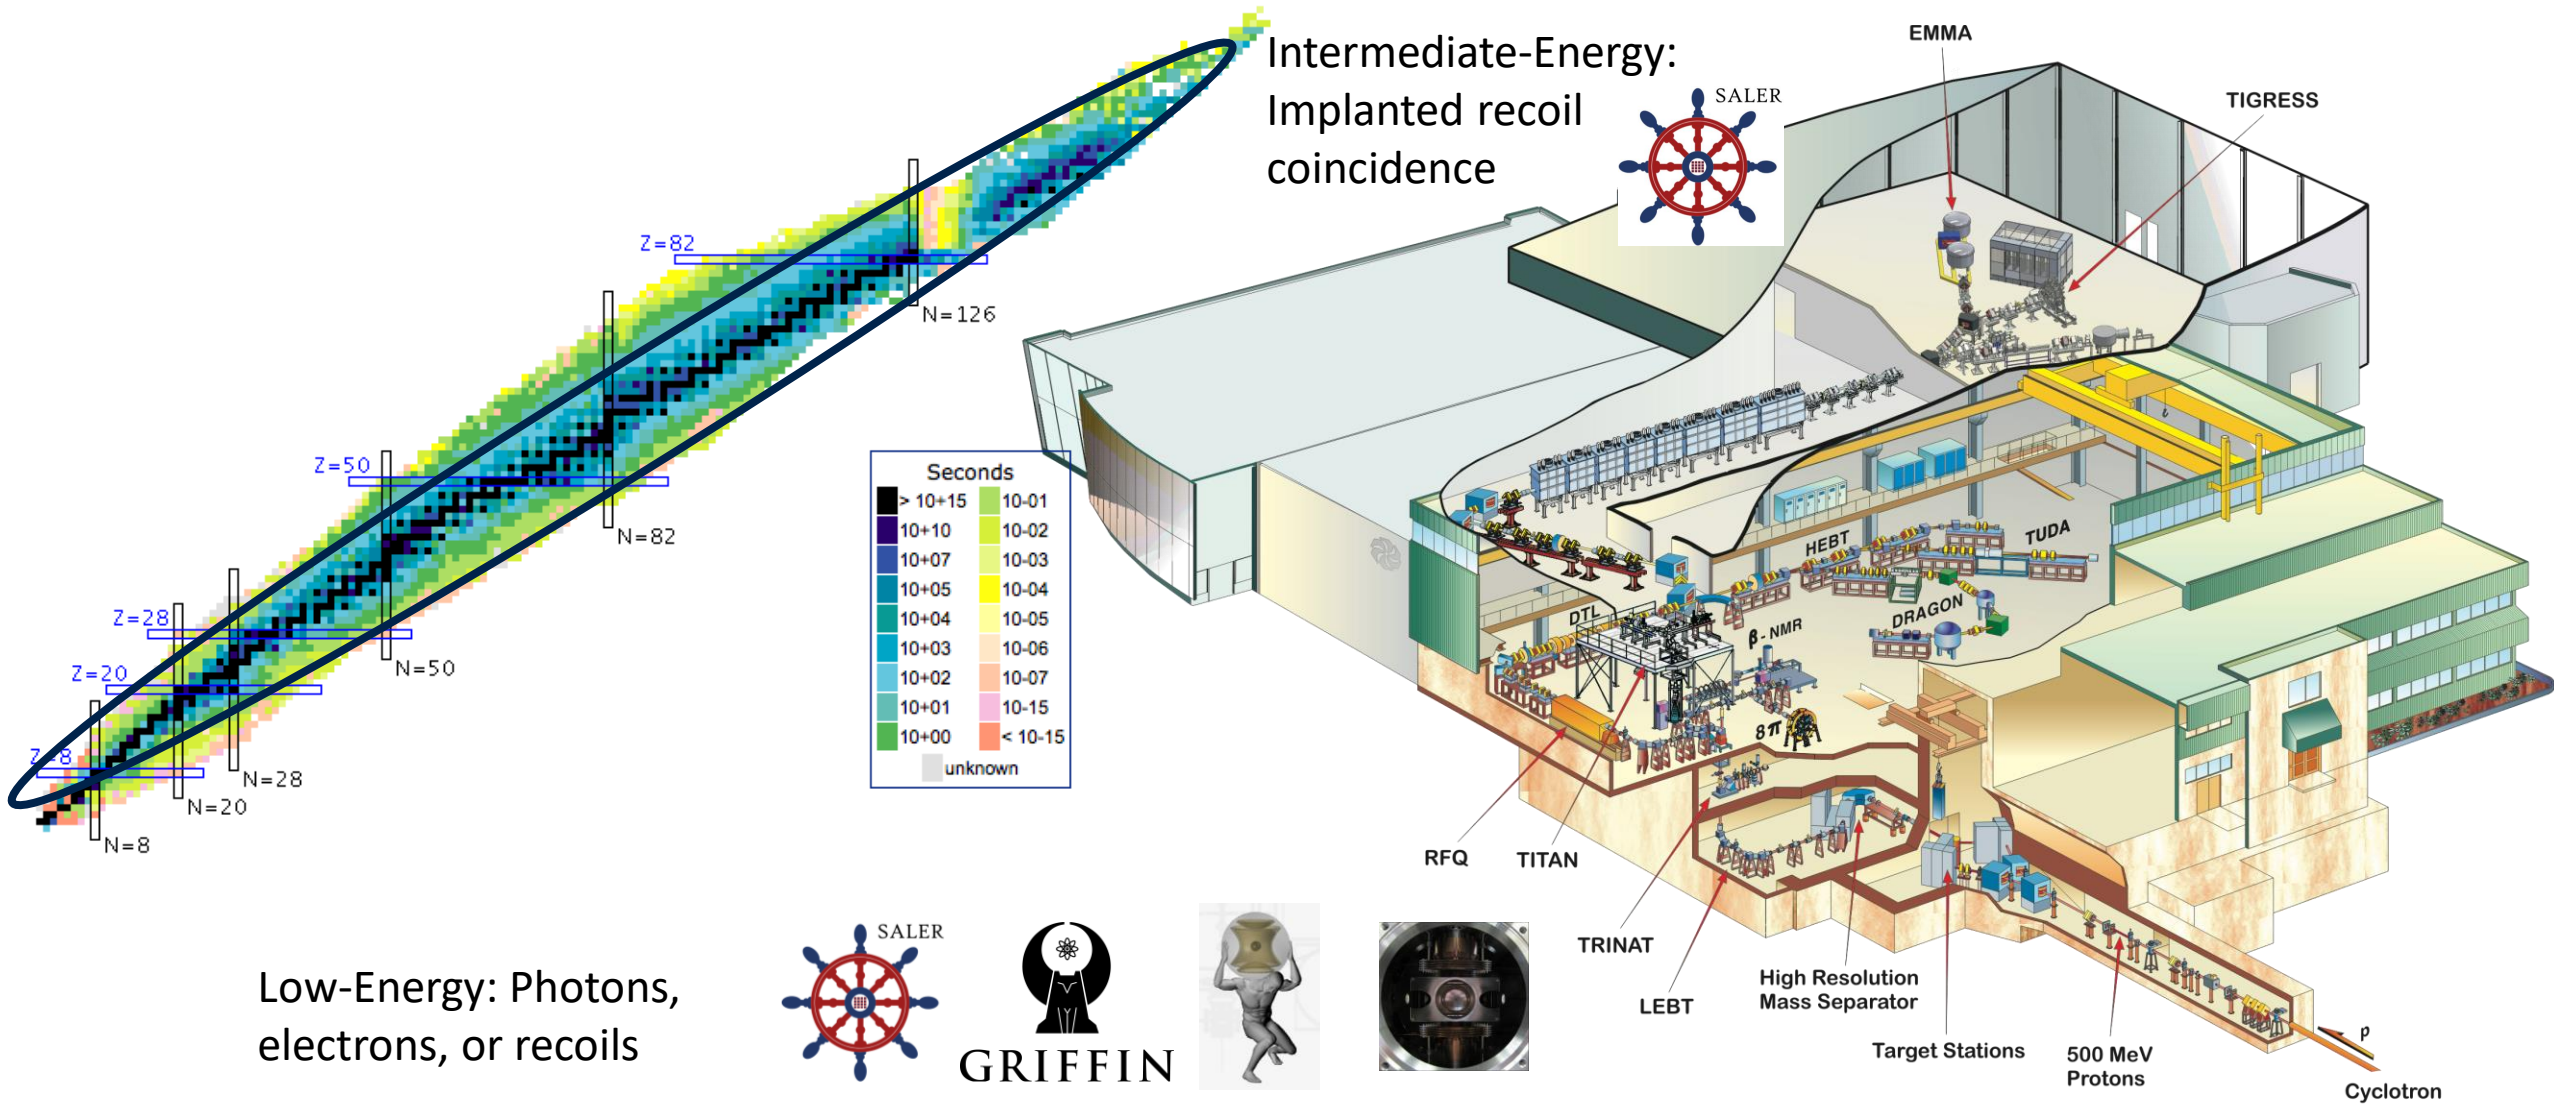 Intermediate-Energy:
Implanted recoil
coincidence
SALER
EMMA
TIGRESS
Z=82
N=126
Z=50
N=82
Z=28
N=50
Z=20
N=28
Z=8
N=20
N=8
Seconds
> 10+15 10-01
10+10 10-02
10+07 10-03
10+05 10-04
10+04 10-05
10+03 10-06
10+02 10-07
10+01 10-15
10+00 < 10-15
unknown
HEBT
TUDA
DTL
DRAGON
β-NMR
8π
RFQ
TITAN
TRINAT
LEBT
High Resolution
Mass Separator
Target Stations
500 MeV
Protons
p
Cyclotron
Low-Energy: Photons,
electrons, or recoils
SALER
GRIFFIN